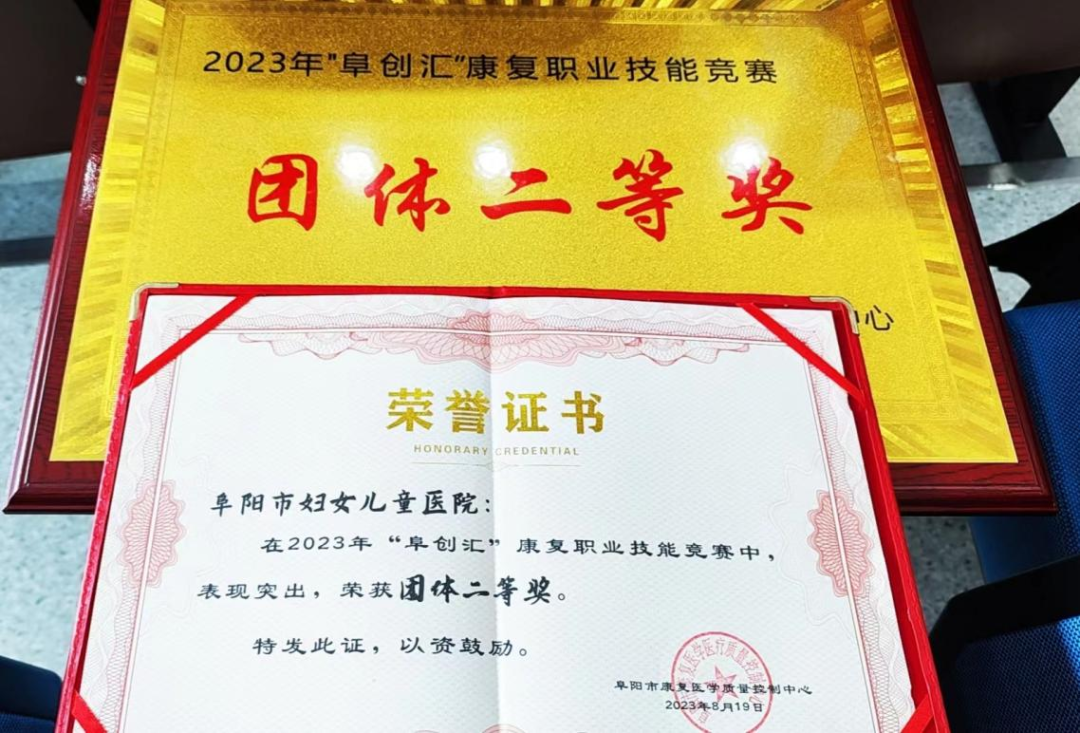 2023年"阜创汇"康复职业技能竞赛
团体二等奖
中心
荣誉证书
HONORARY CREDENTIAL
阜阳市妇女儿童医院：
在2023年“阜创汇”康复职业技能竞赛中，
表现突出，荣获团体二等奖。
特发此证，以资鼓励。
阜阳市康复医学质量控制中心
2023年8月19日